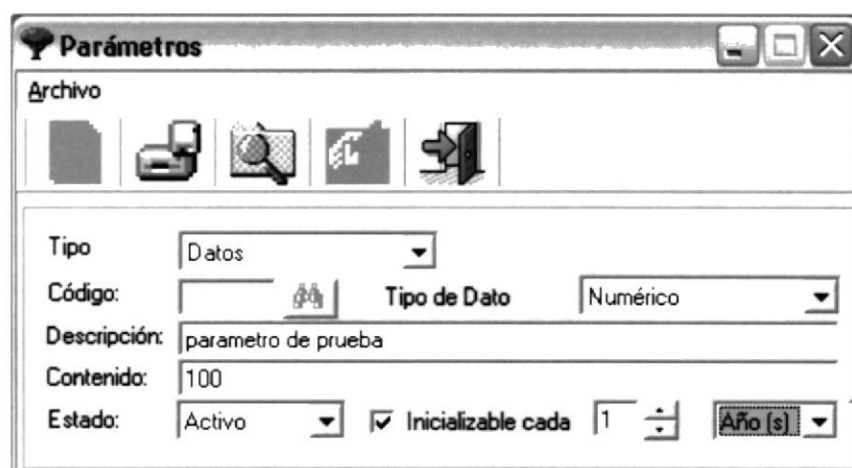 Parámetros
Archivo
Tipo Datos
Código: Tipo de Dato Numérico
Descripción: parametro de prueba
Contenido: 100
Estado: Activo Inicializable cada 1 Año (s)